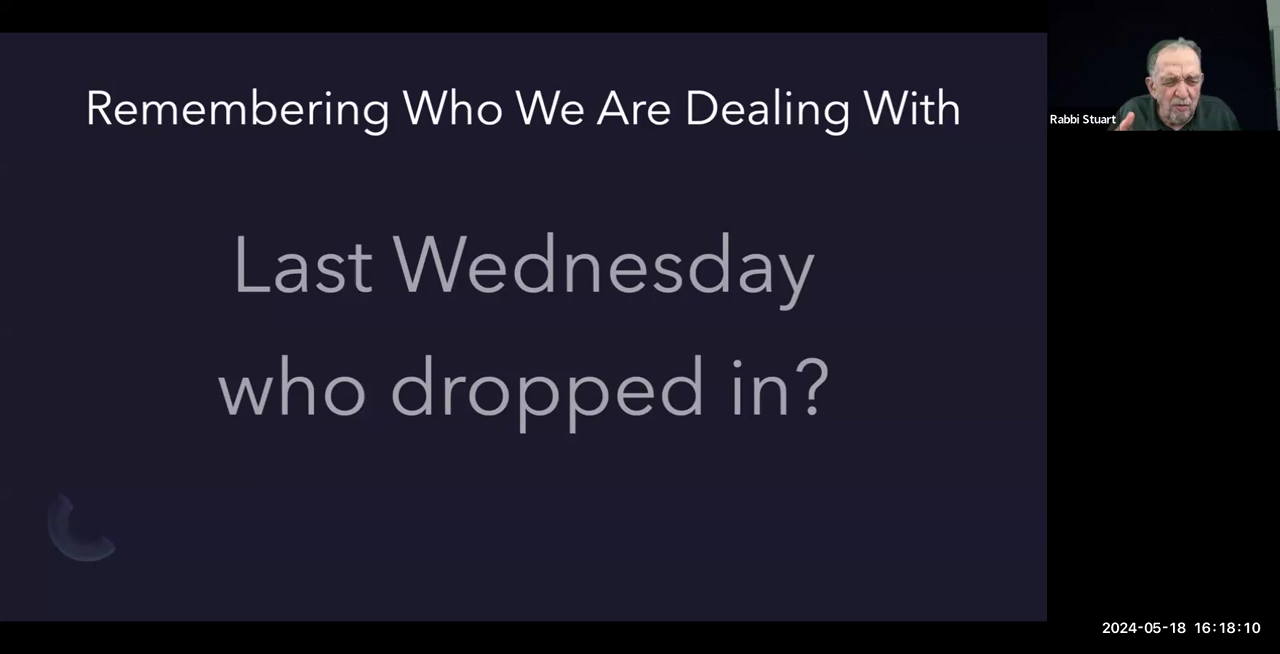 Remembering Who We Are Dealing With
Rabbi Stuart
Last Wednesday
who dropped in?
2024-05-18 16:18:10